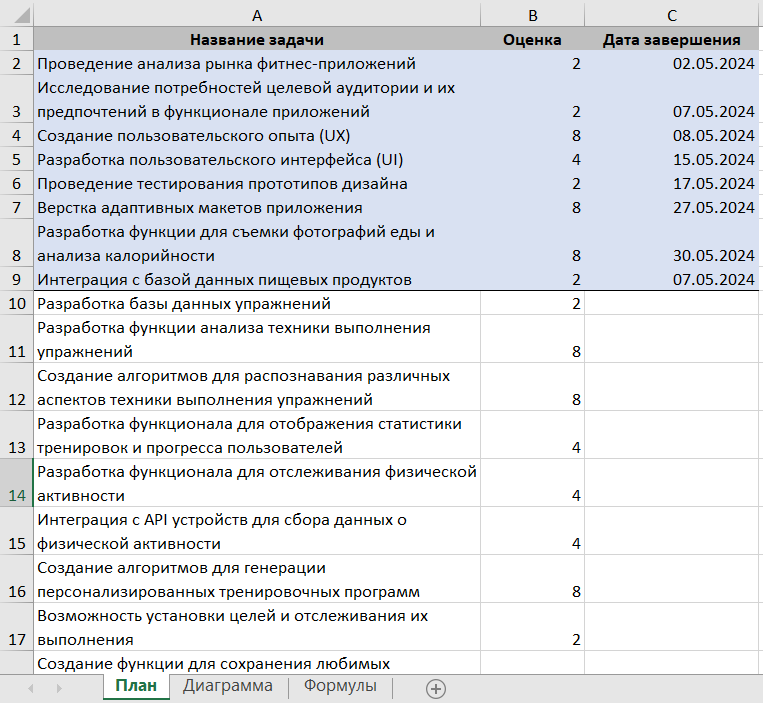 A B C
1 Название задачи Оценка Дата завершения
2 Проведение анализа рынка фитнес-приложений 2 02.05.2024
Исследование потребностей целевой аудитории и их
3 предпочтений в функционале приложений 2 07.05.2024
4 Создание пользовательского опыта (UX) 8 08.05.2024
5 Разработка пользовательского интерфейса (UI) 4 15.05.2024
6 Проведение тестирования прототипов дизайна 2 17.05.2024
7 Верстка адаптивных макетов приложения 8 27.05.2024
Разработка функции для съемки фотографий еды и
8 анализа калорийности 8 30.05.2024
9 Интеграция с базой данных пищевых продуктов 2 07.05.2024
10 Разработка базы данных упражнений 2
Разработка функции анализа техники выполнения
11 упражнений 8
Создание алгоритмов для распознавания различных
12 аспектов техники выполнения упражнений 8
Разработка функционала для отображения статистики
13 тренировок и прогресса пользователей 4
Разработка функционала для отслеживания физической
14 активности 4
Интеграция с API устройств для сбора данных о
15 физической активности 4
Создание алгоритмов для генерации
16 персонализированных тренировочных программ 8
Возможность установки целей и отслеживания их
17 выполнения 2
Создание функции для сохранения любимых
План Диаграмма Формулы